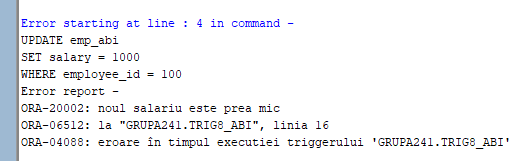 Error starting at line : 4 in command -
UPDATE emp_abi
SET salary = 1000
WHERE employee_id = 100
Error report -
ORA-20002: noul salariu este prea mic
ORA-06512: la "GRUPA241.TRIG8_ABI", linia 16
ORA-04088: eroare în timpul executiei triggerului 'GRUPA241.TRIG8_ABI'